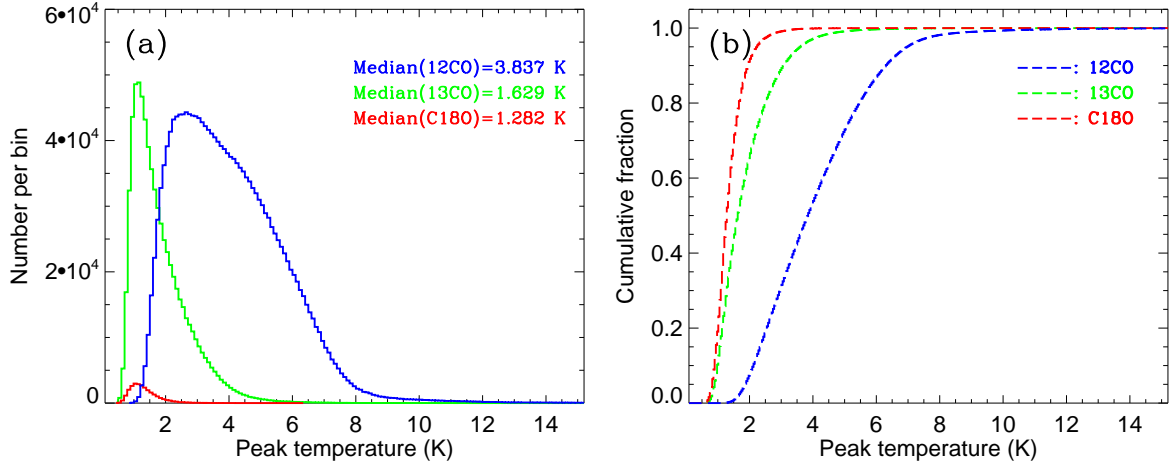 (a)
Median(12CO)=3.837 K
Median(13CO)=1.629 K
Median(C18O)=1.282 K
Number per bin
6•10⁴
4•10⁴
2•10⁴
0
2 4 6 8 10 12 14
Peak temperature (K)
(b)
: 12CO
: 13CO
: C18O
Cumulative fraction
1.0
0.8
0.6
0.4
0.2
0.0
2 4 6 8 10 12 14
Peak temperature (K)